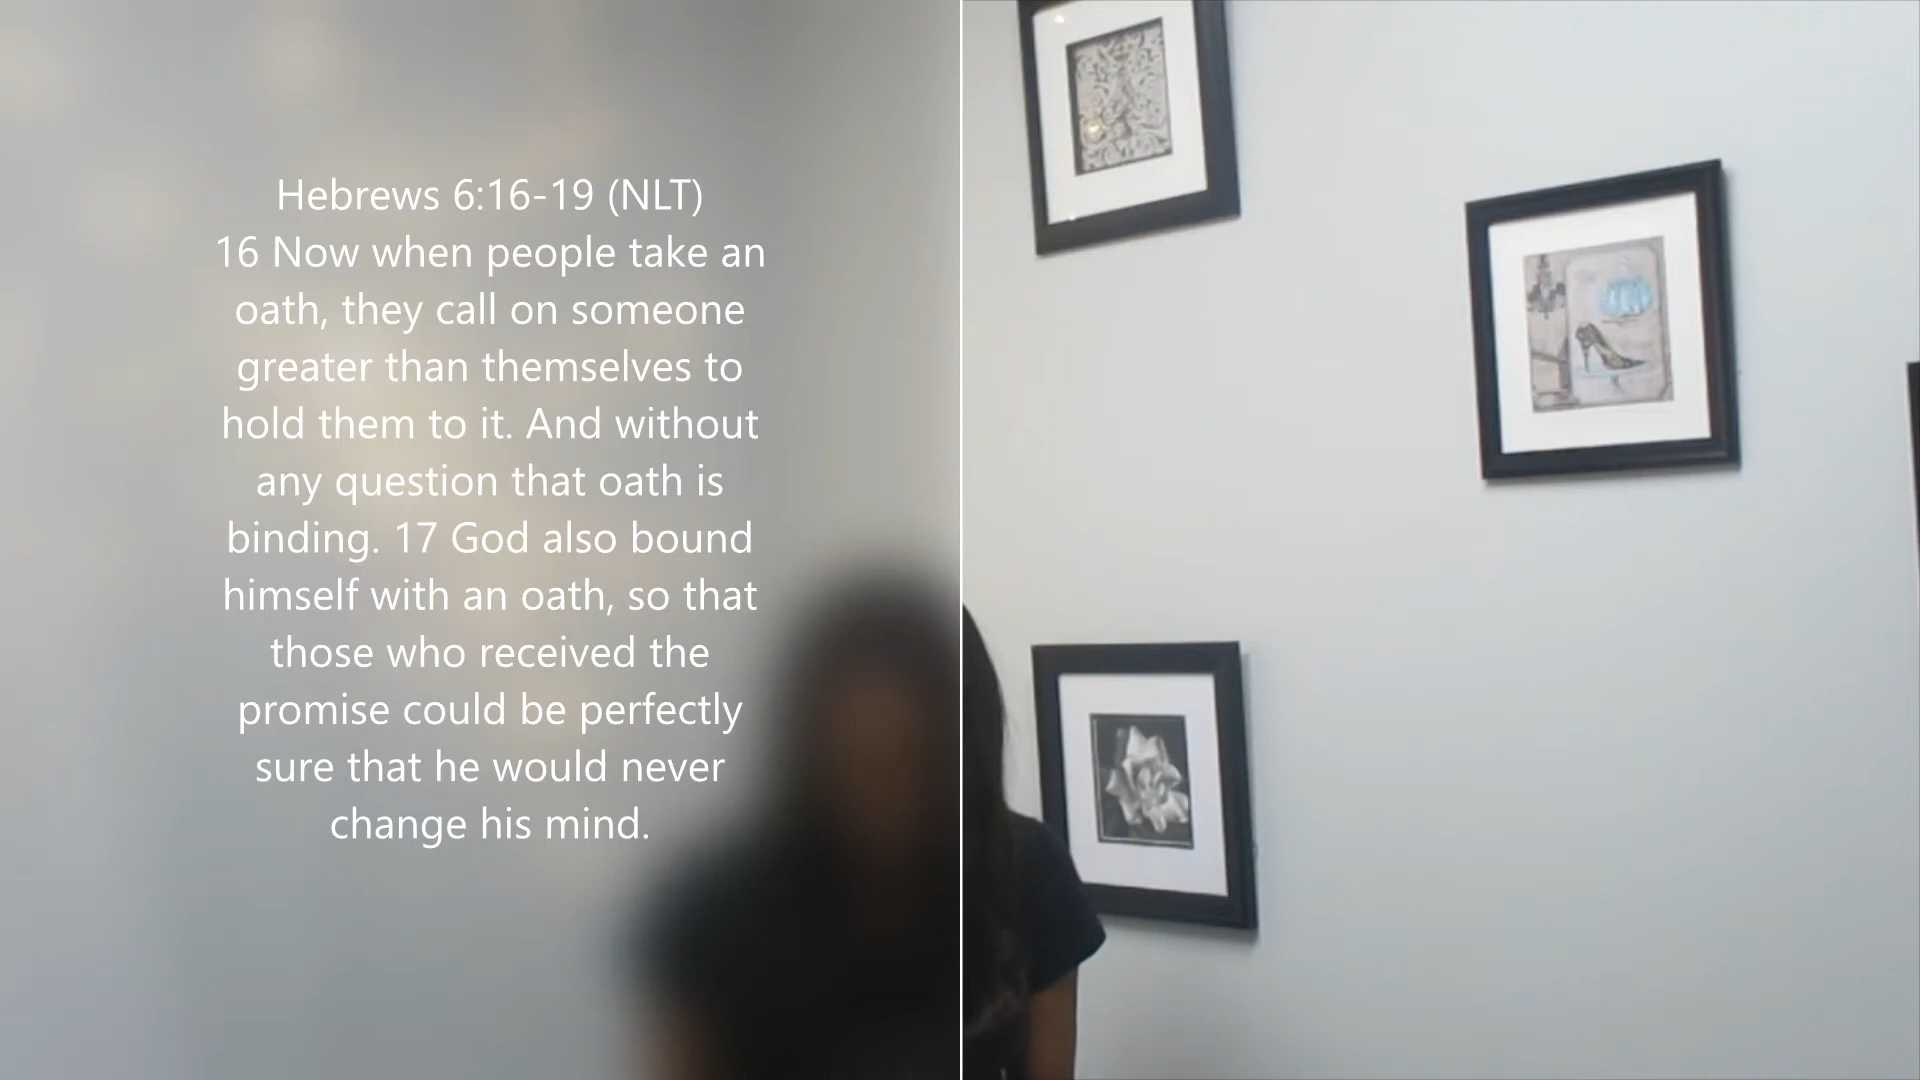 Hebrews 6:16-19 (NLT)
16 Now when people take an
oath, they call on someone
greater than themselves to
hold them to it. And without
any question that oath is
binding. 17 God also bound
himself with an oath, so that
those who received the
promise could be perfectly
sure that he would never
change his mind.